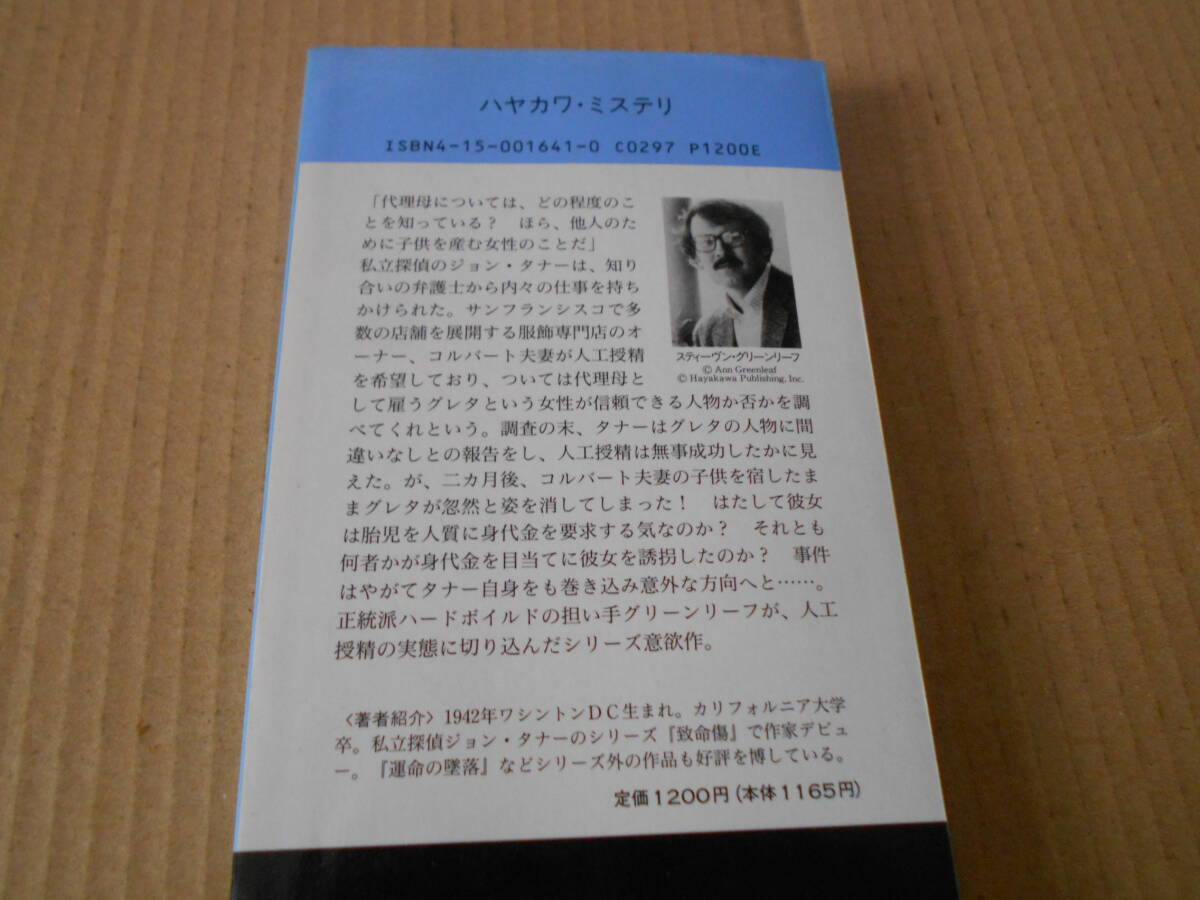 ハヤカワ・ミステリ
ISBN4-15-001641-0 C0297 P1200E
「代理母については、どの程度のこ
とを知っている？　ほら、他人のた
めに子供を産む女性のことだ」
私立探偵のジョン・タナーは、知り
合いの弁護士から内々の仕事を持ち
かけられた。サンフランシスコで多
数の店舗を展開する服飾専門店のオ
ーナー、コルバート夫妻が人工授精
を希望しており、ついては代理母と
して雇うグレタという女性が信頼できる人物か否かを調
べてくれという。調査の末、タナーはグレタの人物に間
違いなしとの報告をし、人工授精は無事成功したかに見
えた。が、二カ月後、コルバート夫妻の子供を宿したま
まグレタが忽然と姿を消してしまった！　はたして彼女
は胎児を人質に身代金を要求する気なのか？　それとも
何者かが身代金を目当てに彼女を誘拐したのか？　事件
はやがてタナー自身をも巻き込み意外な方向へと……。
正統派ハードボイルドの担い手グリーンリーフが、人工
授精の実態に切り込んだシリーズ意欲作。
スティーヴン・グリーンリーフ
© Ann Greenleaf
© Hayakawa Publishing, Inc.
〈著者紹介〉1942年ワシントンＤＣ生まれ。カリフォルニア大学
卒。私立探偵ジョン・タナーのシリーズ『致命傷』で作家デビュ
ー。『運命の墜落』などシリーズ外の作品も好評を博している。
定価1200円（本体1165円）